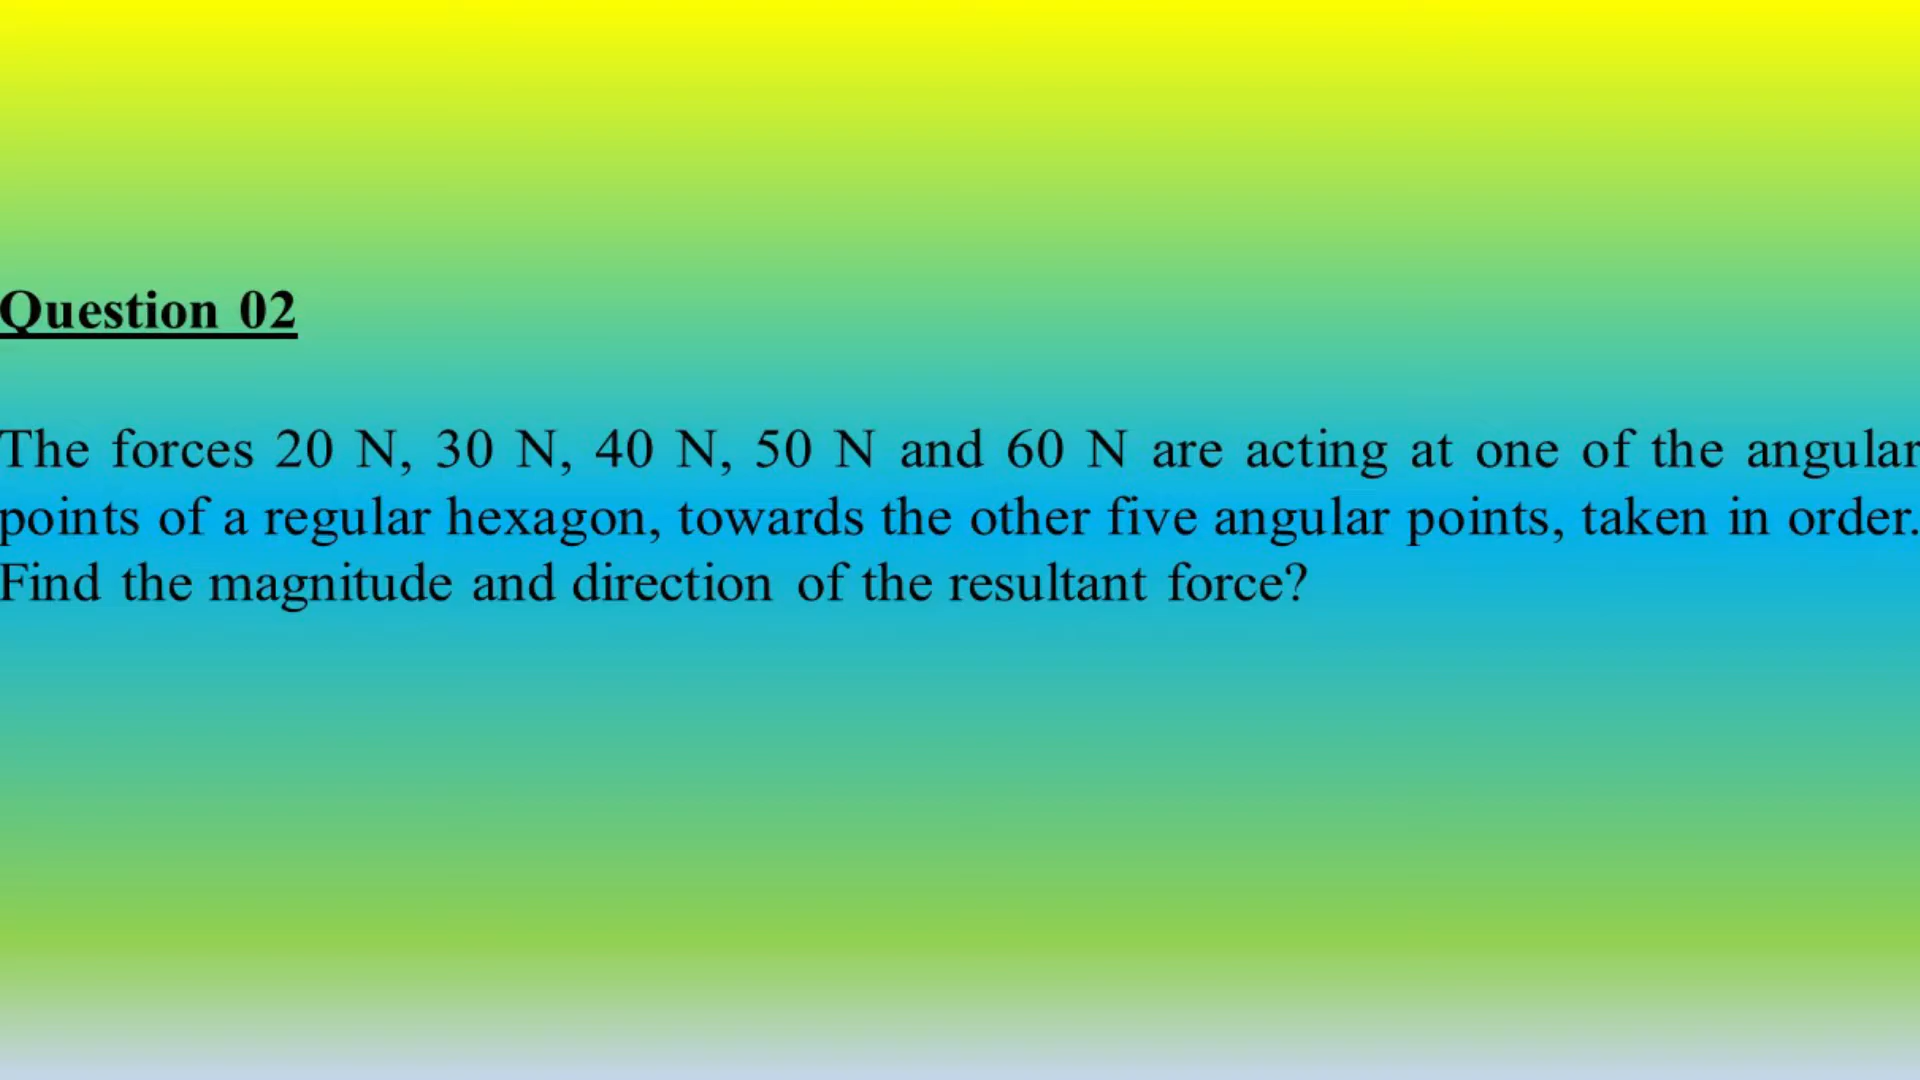 Question 02
The forces 20 N, 30 N, 40 N, 50 N and 60 N are acting at one of the angular
points of a regular hexagon, towards the other five angular points, taken in order.
Find the magnitude and direction of the resultant force?